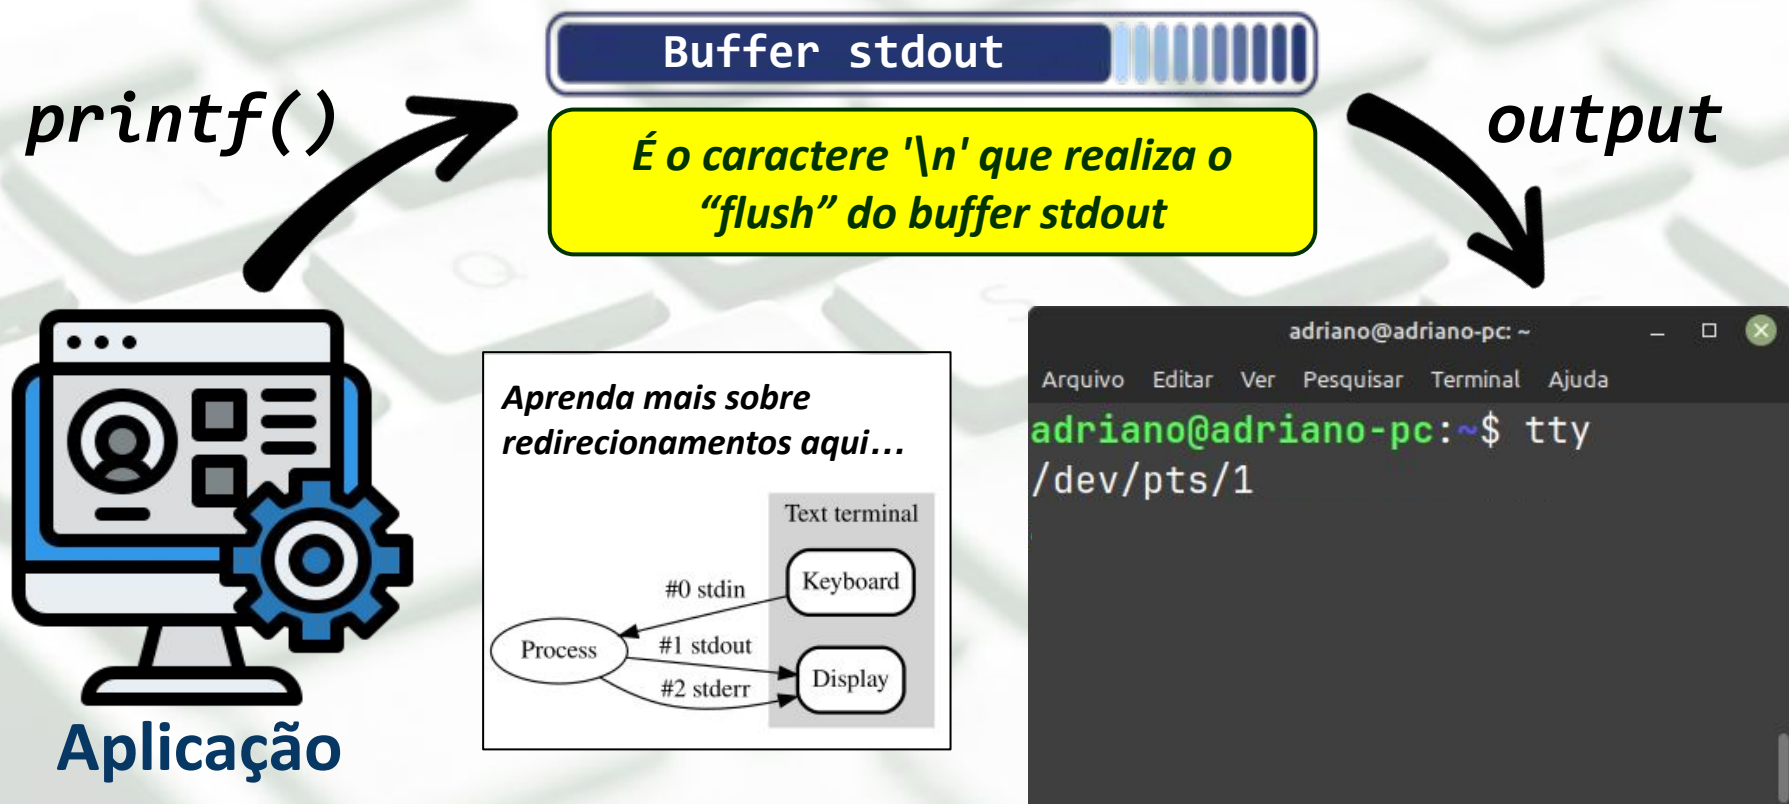 Buffer stdout
printf()
output
É o caractere '\n' que realiza o
“flush” do buffer stdout
Aplicação
Aprenda mais sobre
redirecionamentos aqui...
Text terminal
Keyboard
#0 stdin
Process
#1 stdout
#2 stderr
Display
adriano@adriano-pc: ~
Arquivo Editar Ver Pesquisar Terminal Ajuda
adriano@adriano-pc:~$ tty
/dev/pts/1